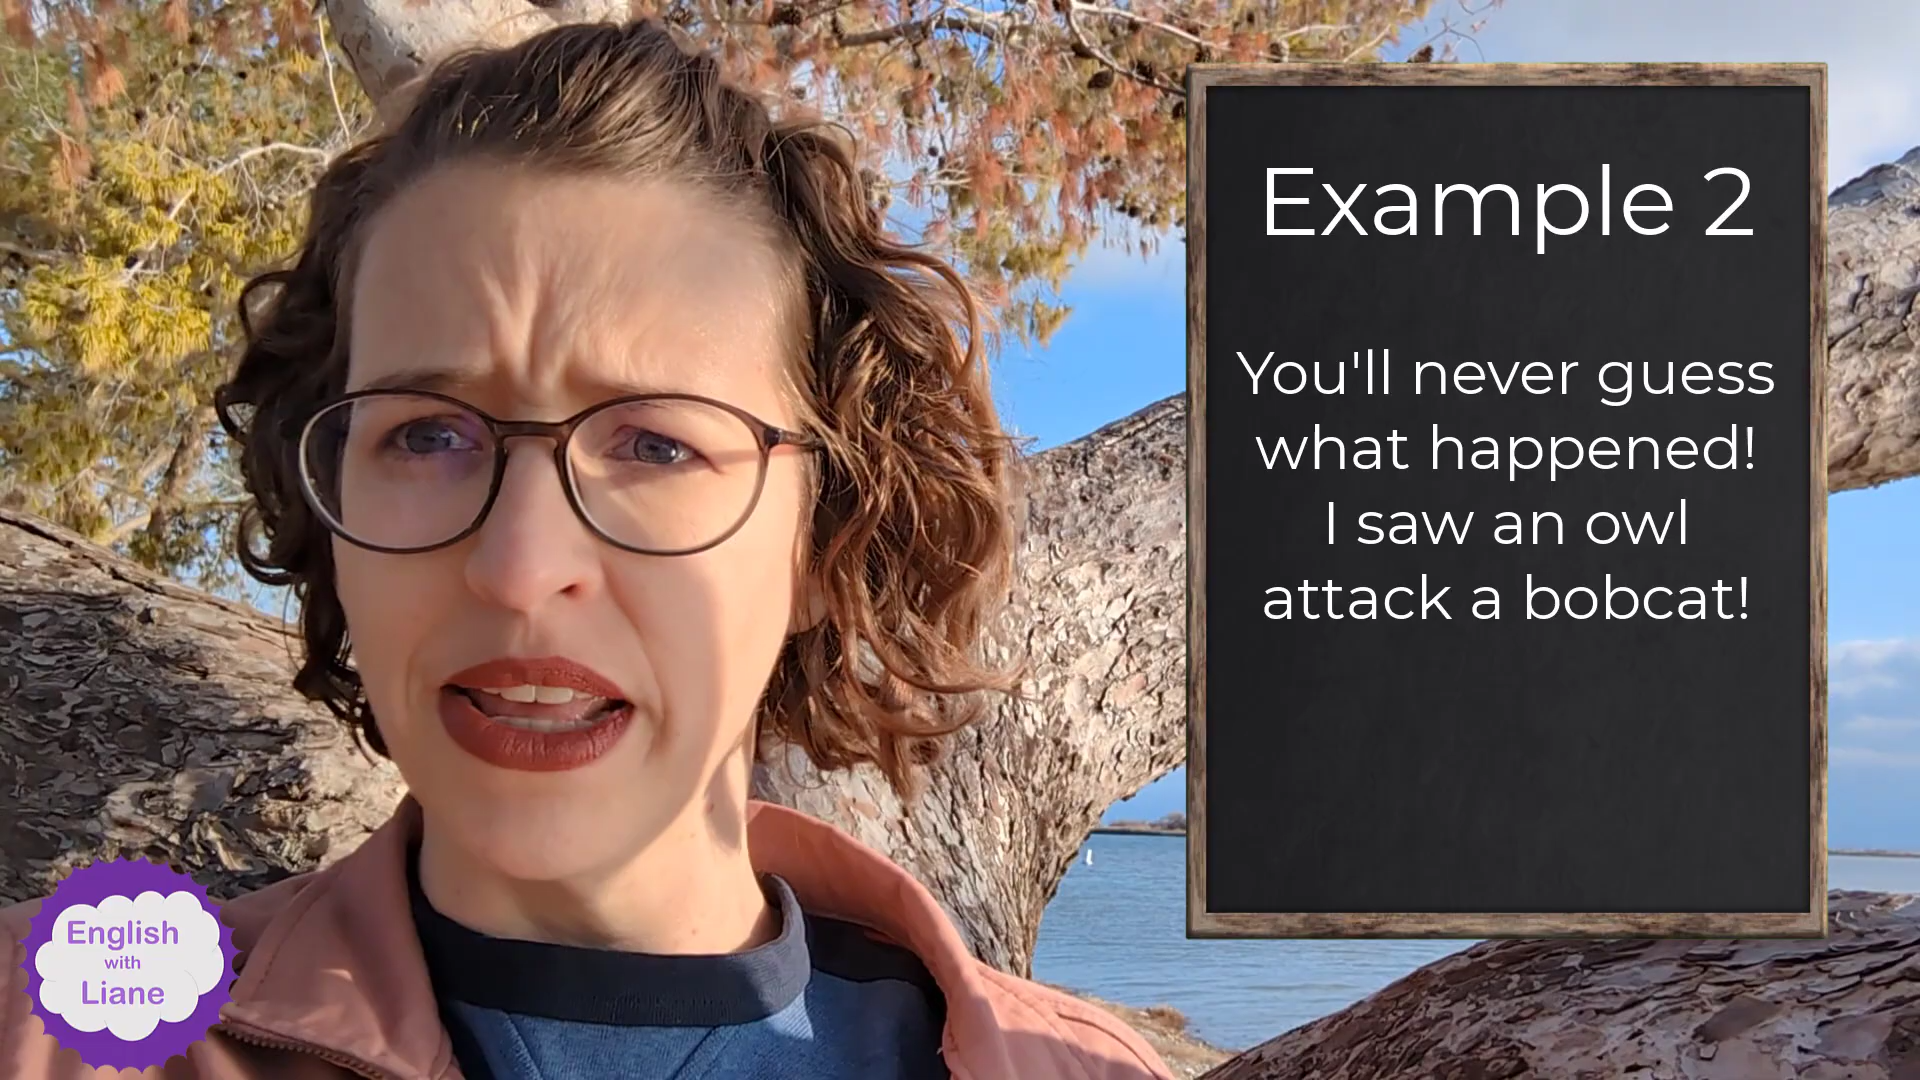 Example 2
You'll never guess
what happened!
I saw an owl
attack a bobcat!
English
with
Liane